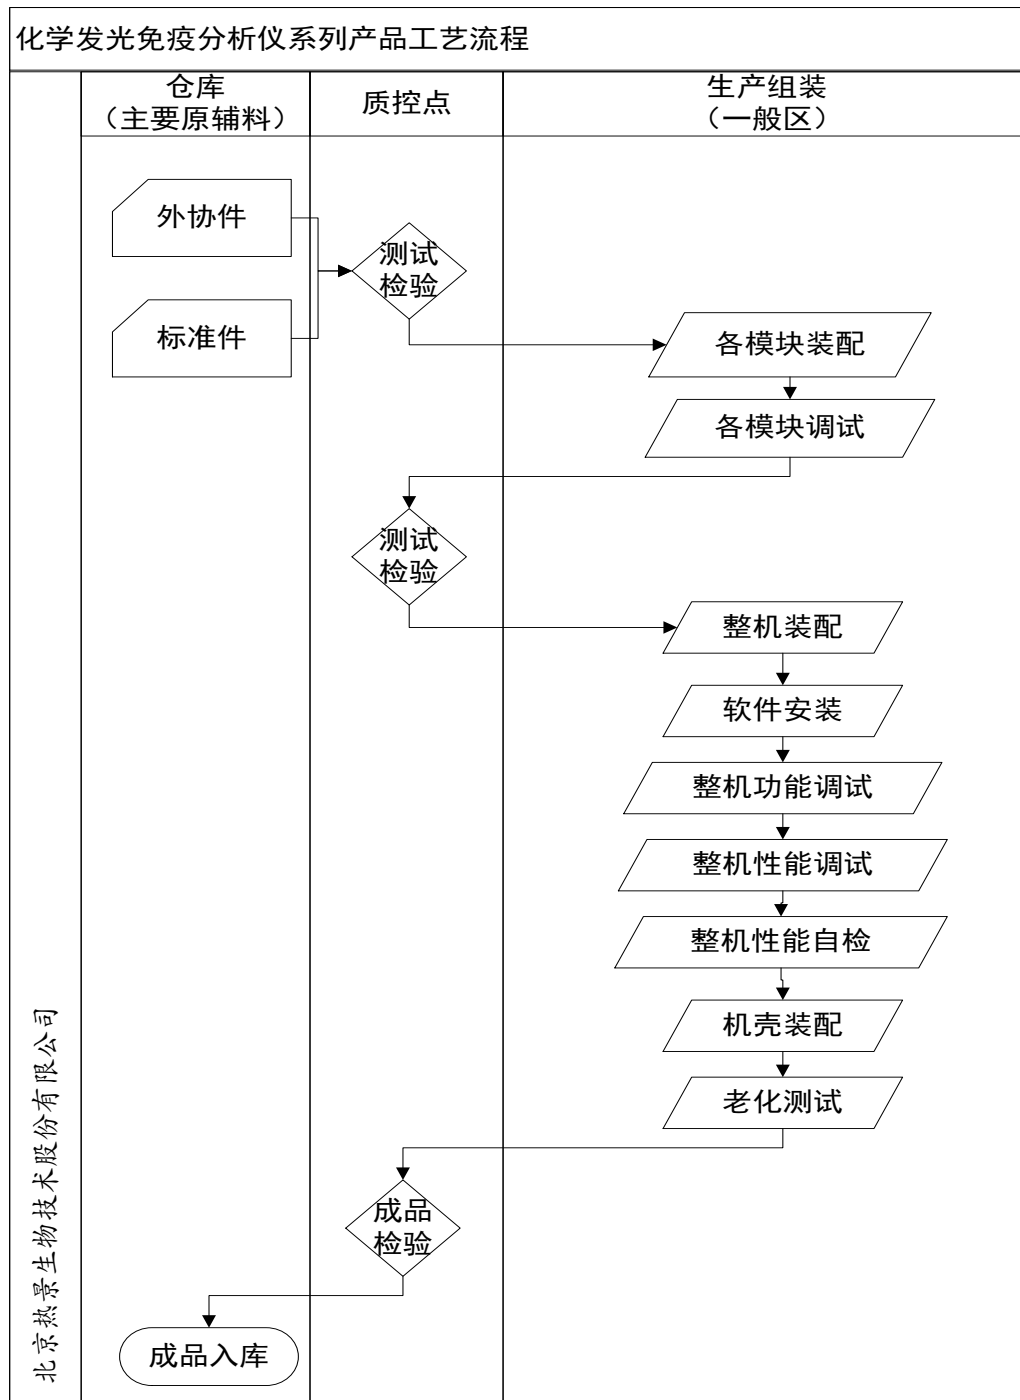 化学发光免疫分析仪系列产品工艺流程
仓库
（主要原辅料）
质控点
生产组装
（一般区）
外协件
测试
检验
标准件
各模块装配
各模块调试
测试
检验
整机装配
软件安装
整机功能调试
整机性能调试
整机性能自检
机壳装配
老化测试
成品
检验
成品入库
北京热景生物技术股份有限公司